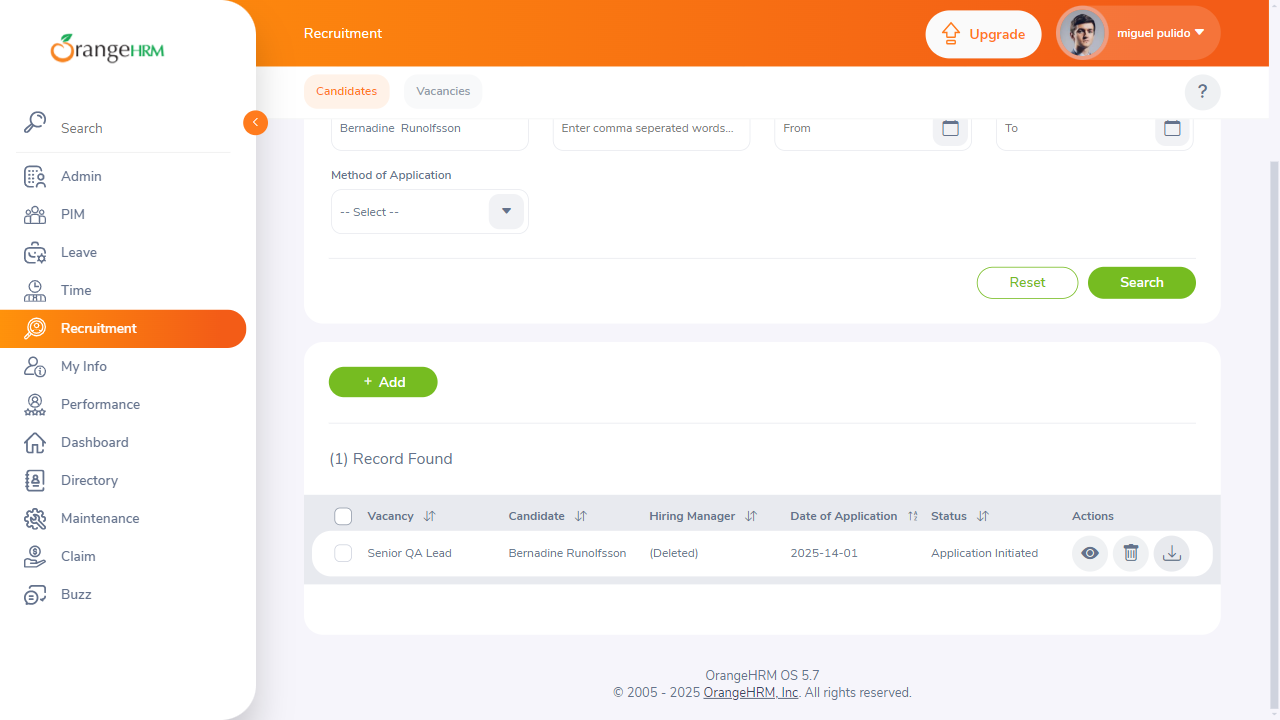 OrangeHRM
Recruitment
Upgrade
miguel pulido
Candidates
Vacancies
?
Search
Admin
PIM
Leave
Time
Recruitment
My Info
Performance
Dashboard
Directory
Maintenance
Claim
Buzz
Bernadine  Runolfsson
Enter comma seperated words...
From
To
Method of Application
-- Select --
Reset
Search
+ Add
(1) Record Found
Vacancy
Candidate
Hiring Manager
Date of Application
Status
Actions
Senior QA Lead
Bernadine Runolfsson
(Deleted)
2025-14-01
Application Initiated
OrangeHRM OS 5.7
© 2005 - 2025 OrangeHRM, Inc. All rights reserved.